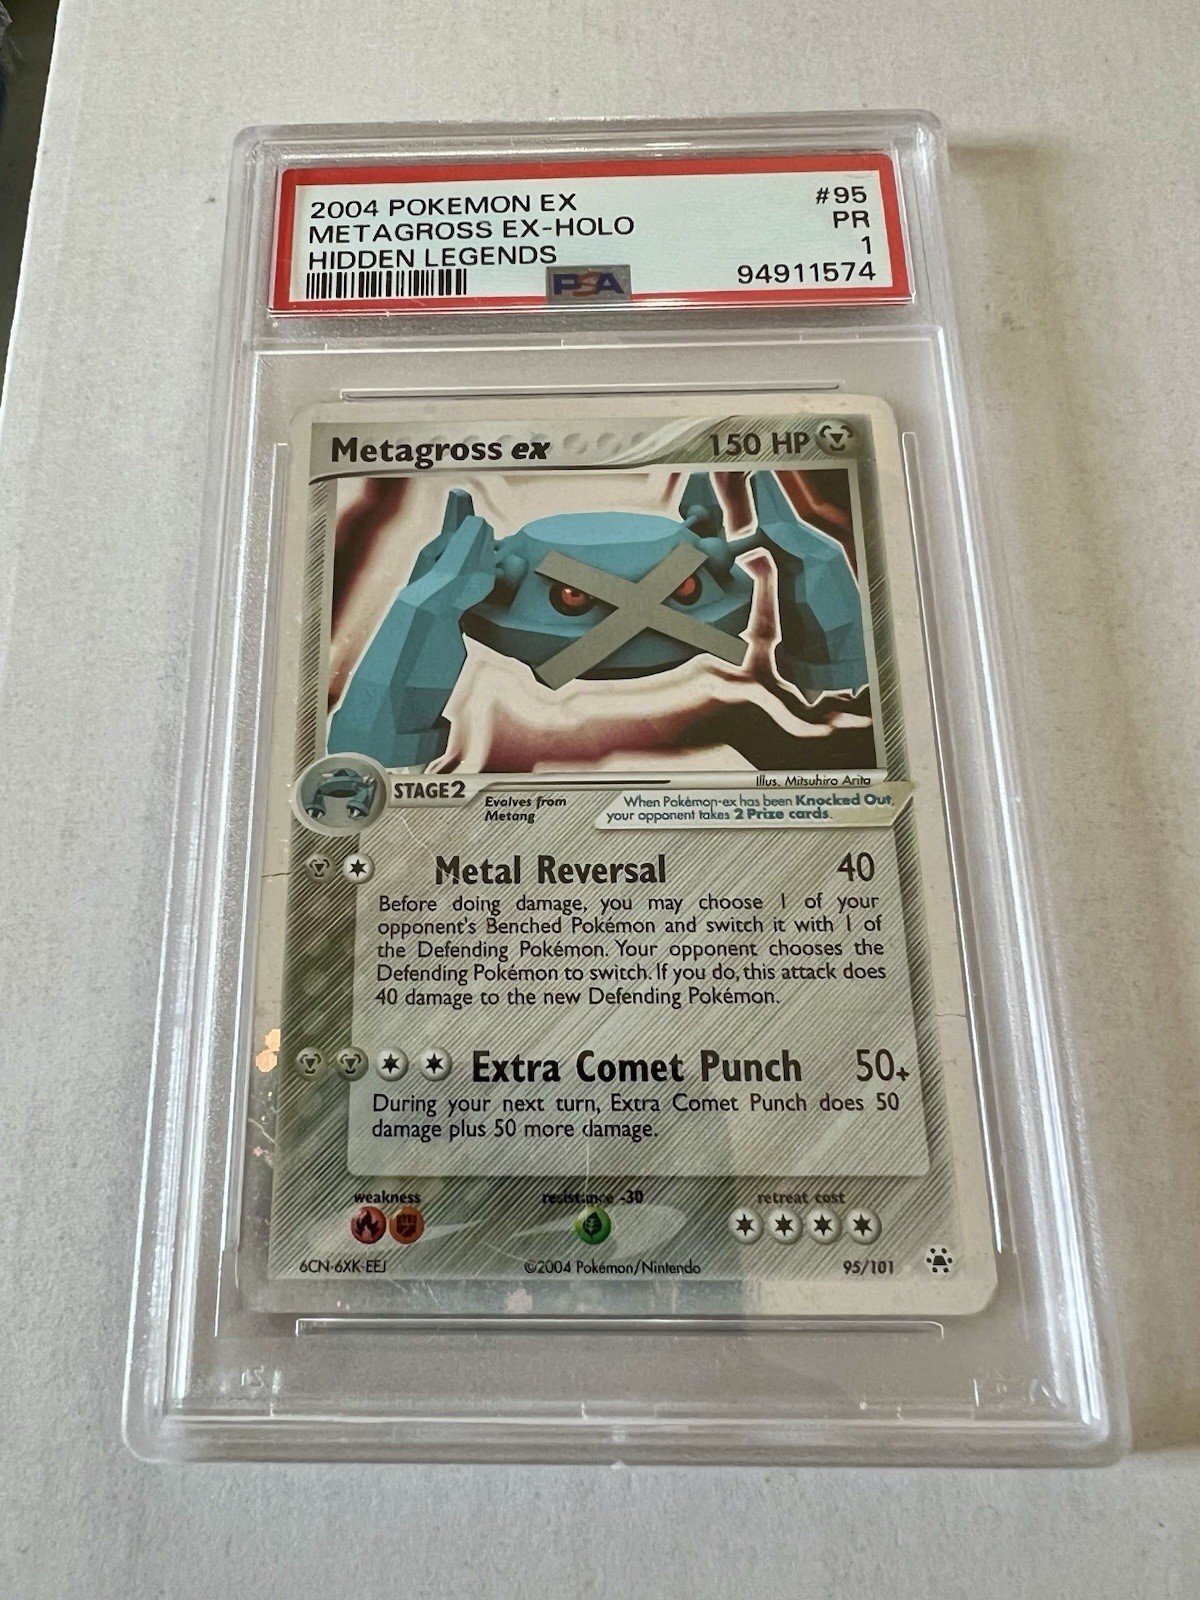 2004 POKEMON EX #95
METAGROSS EX-HOLO PR
HIDDEN LEGENDS 1
PSA 94911574
Metagross ex 150 HP
Illus. Mitsuhiro Arita
STAGE2 Evolves from
Metang
When Pokémon-ex has been Knocked Out,
your opponent takes 2 Prize cards.
Metal Reversal 40
Before doing damage, you may choose 1 of your
opponent's Benched Pokémon and switch it with 1 of
the Defending Pokémon. Your opponent chooses the
Defending Pokémon to switch. If you do, this attack does
40 damage to the new Defending Pokémon.
Extra Comet Punch 50+
During your next turn, Extra Comet Punch does 50
damage plus 50 more damage.
weakness resistance -30 retreat cost
6CN-6XK-EEJ ©2004 Pokémon/Nintendo 95/101